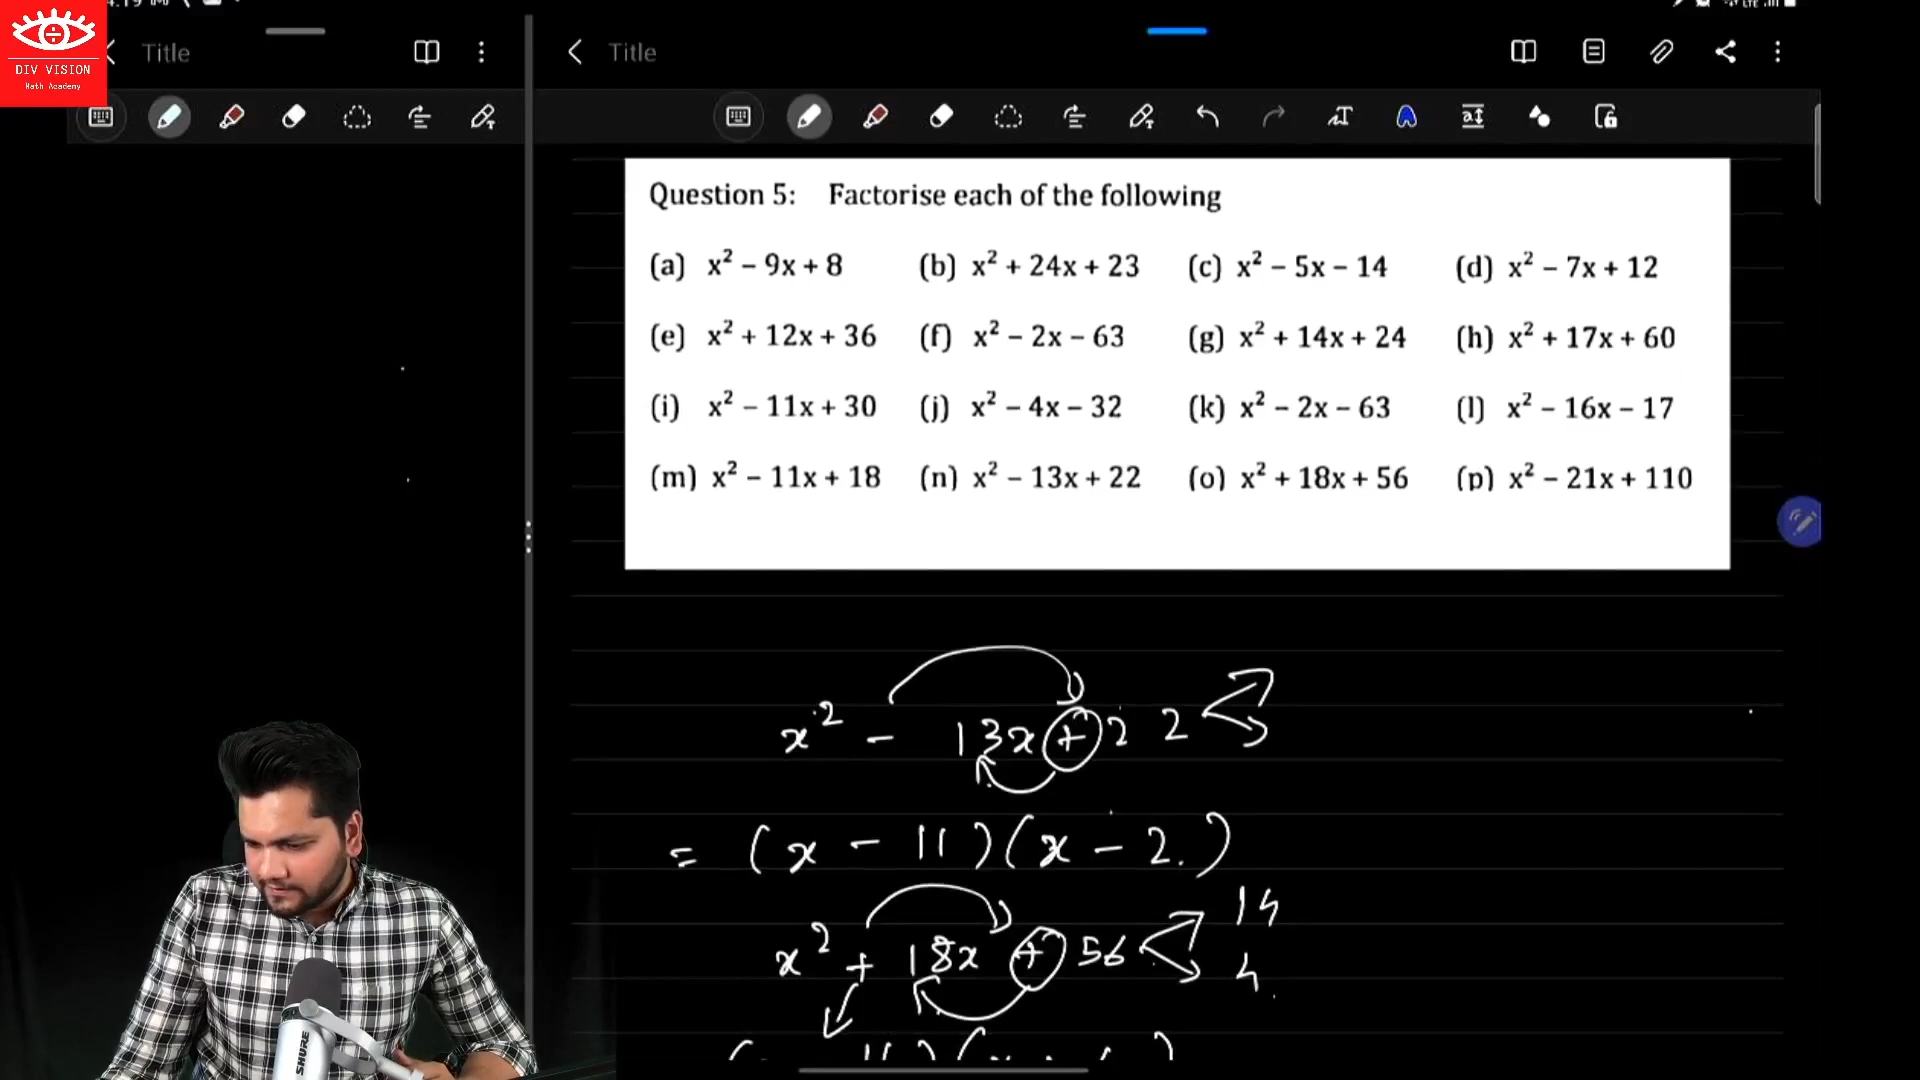 DIV VISION
Math Academy
Title
Title
LTE
Question 5: Factorise each of the following
(a) x² – 9x + 8 (b) x² + 24x + 23 (c) x² – 5x – 14 (d) x² – 7x + 12
(e) x² + 12x + 36 (f) x² – 2x – 63 (g) x² + 14x + 24 (h) x² + 17x + 60
(i) x² – 11x + 30 (j) x² – 4x – 32 (k) x² – 2x – 63 (l) x² – 16x – 17
(m) x² – 11x + 18 (n) x² – 13x + 22 (o) x² + 18x + 56 (p) x² – 21x + 110
x² – 13x + 22
= (x – 11)(x – 2)
14
x² + 18x + 56
4
SHURE